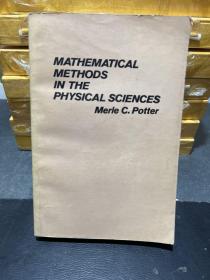 MATHEMATICAL
METHODS
IN THE
PHYSICAL SCIENCES
Merle C. Potter